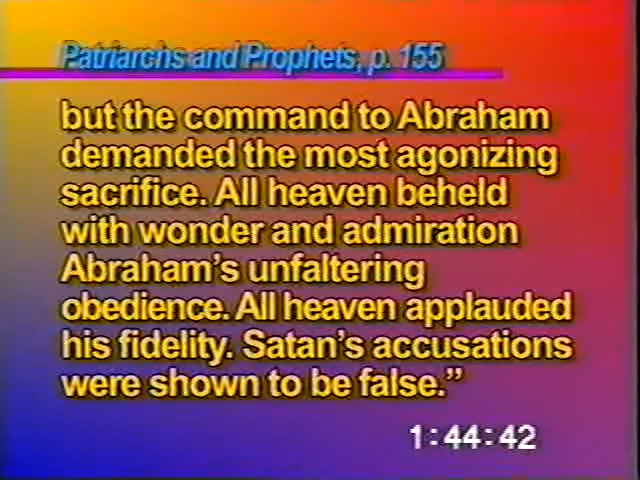 Patriarchs and Prophets, p. 155
but the command to Abraham
demanded the most agonizing
sacrifice. All heaven beheld
with wonder and admiration
Abraham’s unfaltering
obedience. All heaven applauded
his fidelity. Satan’s accusations
were shown to be false.”
1:44:42